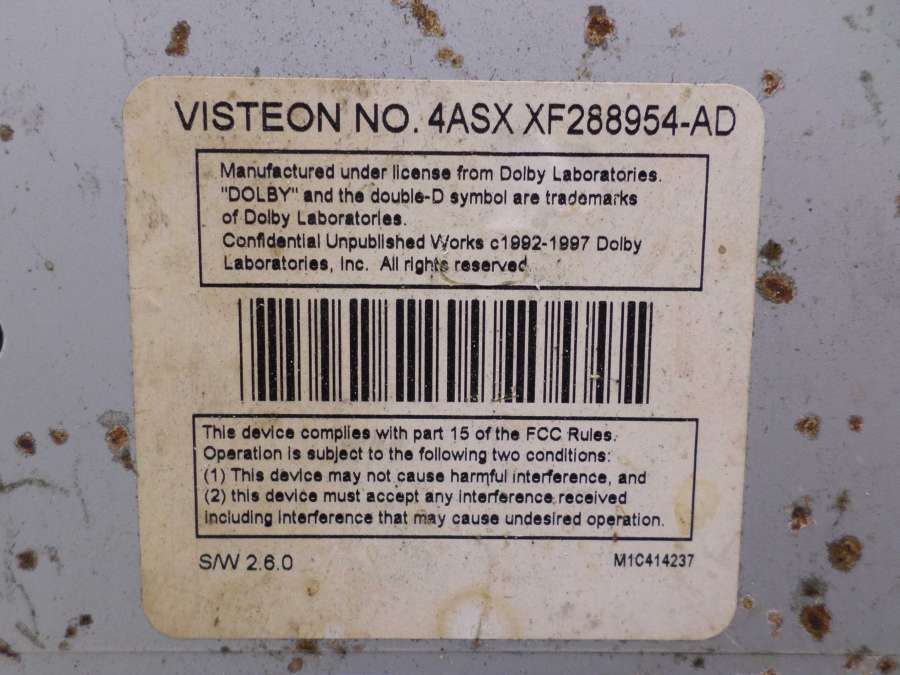 VISTEON NO. 4ASX XF288954-AD
Manufactured under license from Dolby Laboratories.
"DOLBY" and the double-D symbol are trademarks
of Dolby Laboratories.
Confidential Unpublished Works c1992-1997 Dolby
Laboratories, Inc. All rights reserved
This device complies with part 15 of the FCC Rules.
Operation is subject to the following two conditions:
(1) This device may not cause harmful interference, and
(2) this device must accept any interference received
including interference that may cause undesired operation.
S/W 2.6.0
M1C414237